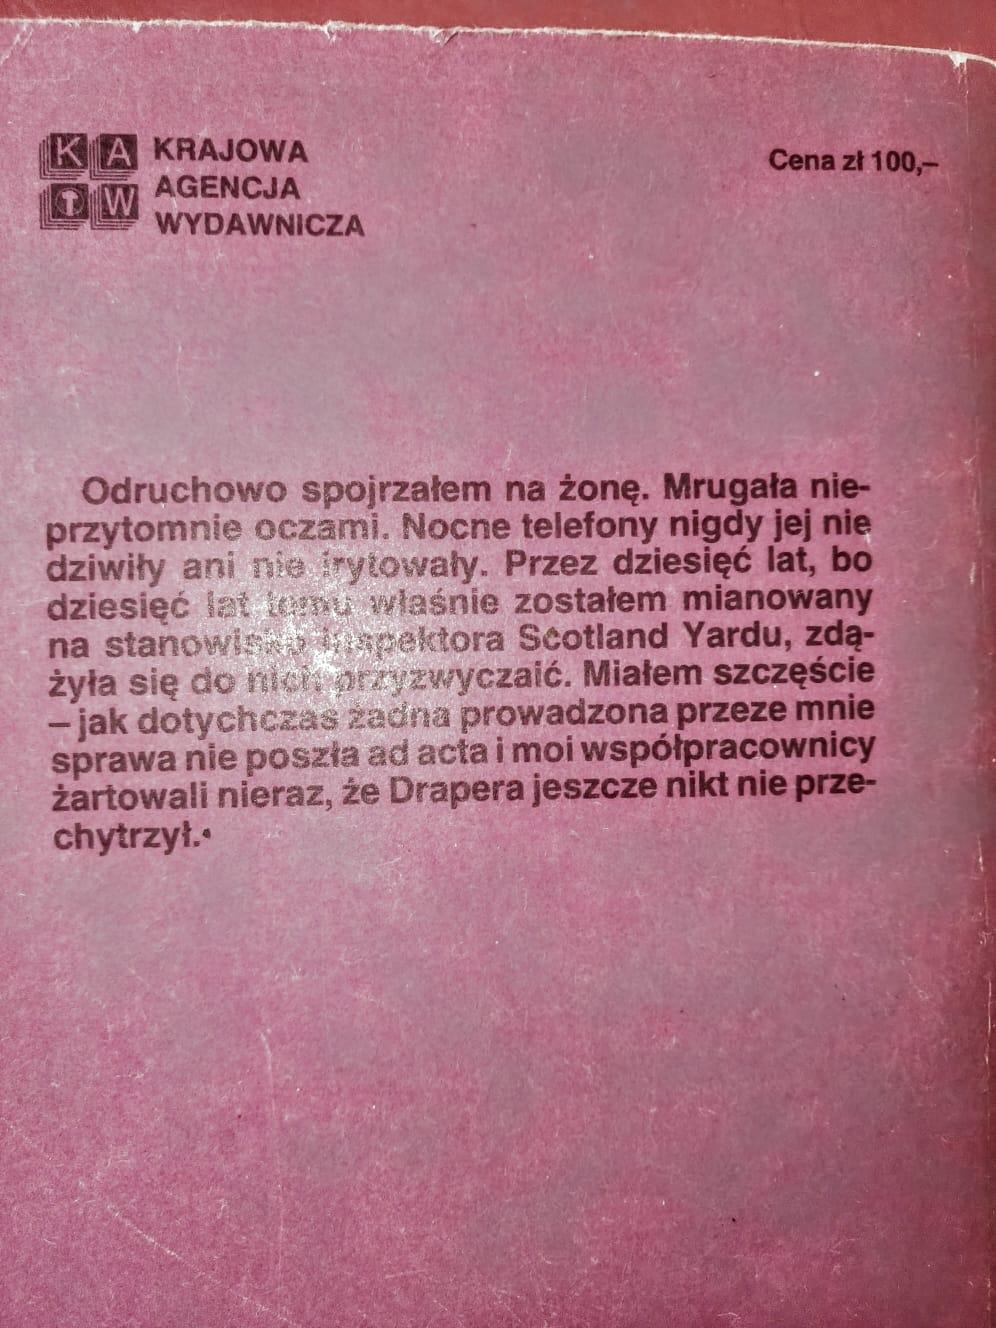 K A
T W
KRAJOWA
AGENCJA
WYDAWNICZA
Cena zł 100,–
Odruchowo spojrzałem na żonę. Mrugała nie-
przytomnie oczami. Nocne telefony nigdy jej nie
dziwiły ani nie irytowały. Przez dziesięć lat, bo
dziesięć lat temu właśnie zostałem mianowany
na stanowisko inspektora Scotland Yardu, zdą-
żyła się do nich przyzwyczaić. Miałem szczęście
– jak dotychczas żadna prowadzona przeze mnie
sprawa nie poszła ad acta i moi współpracownicy
żartowali nieraz, że Drapera jeszcze nikt nie prze-
chytrzył.